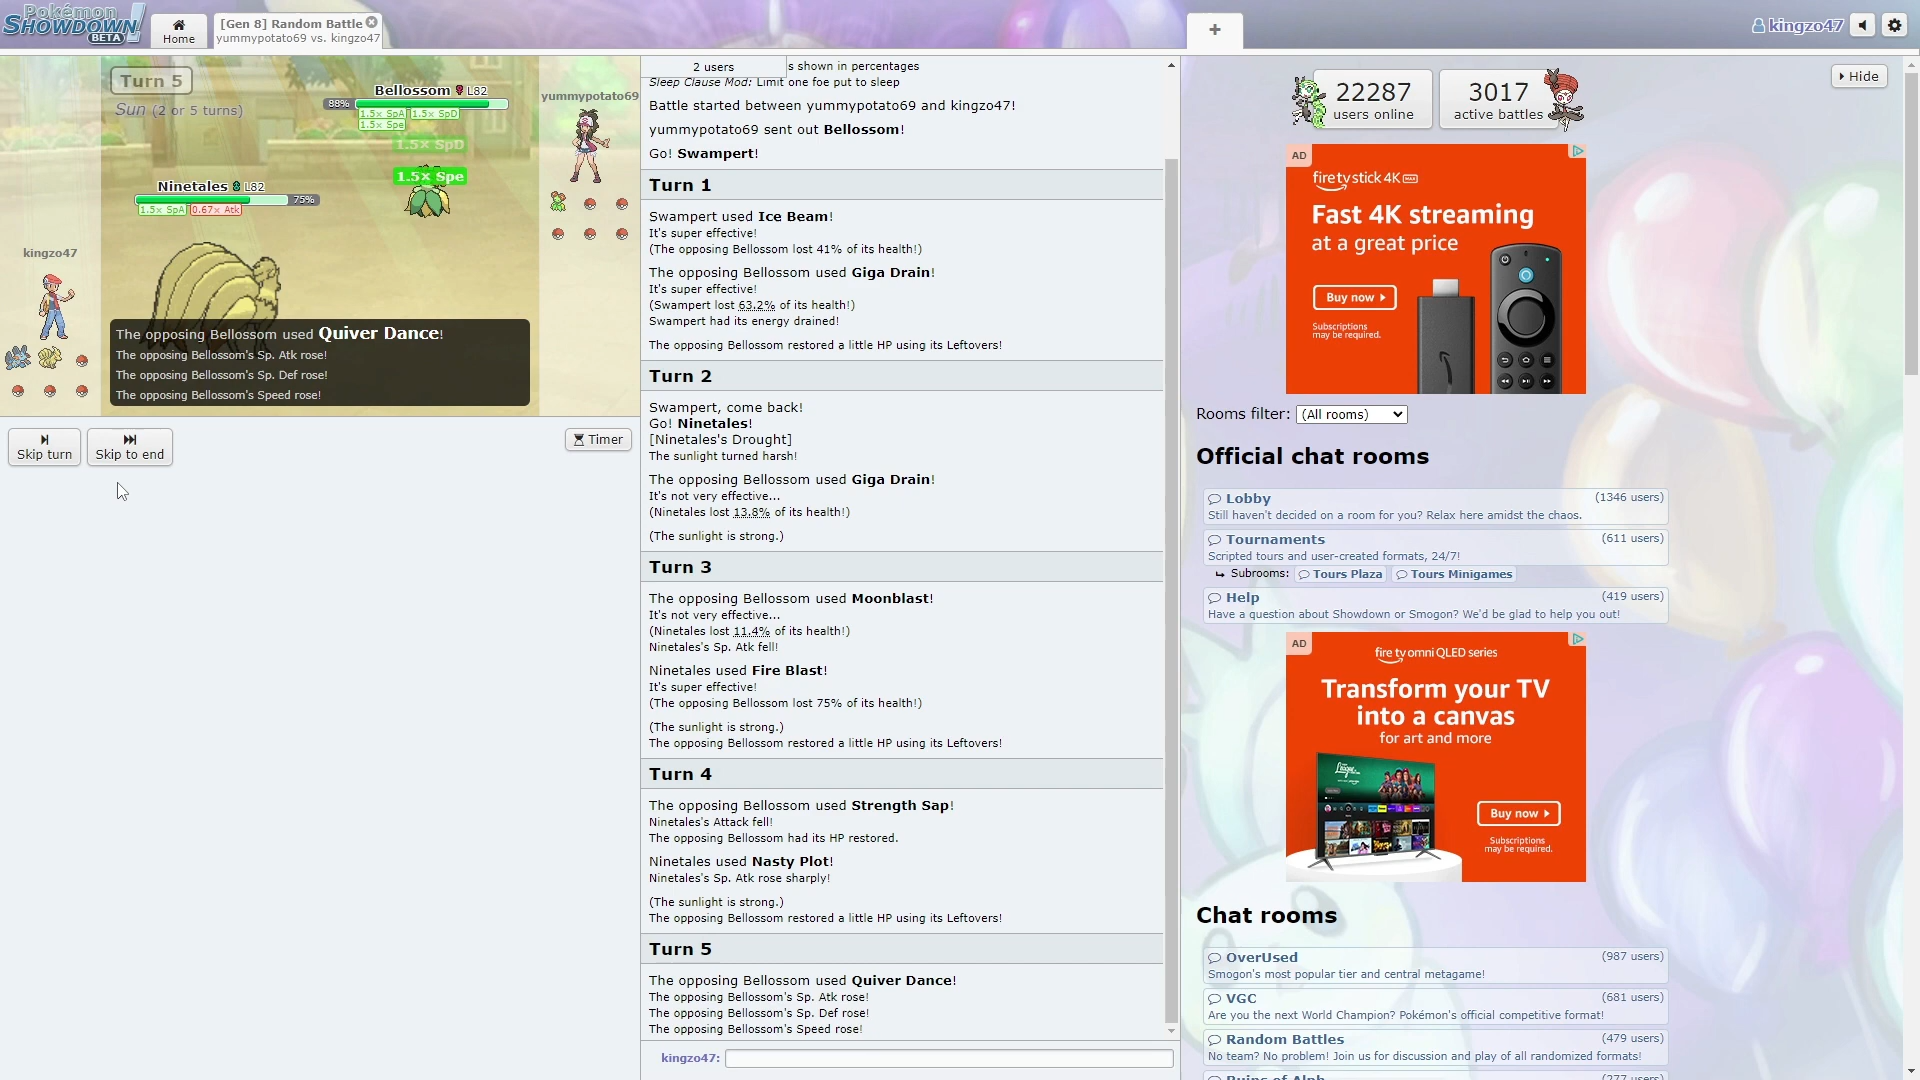 Pokémon
SHOWDOWN!
BETA
Home
[Gen 8] Random Battle
yummypotato69 vs. kingzo47
+
kingzo47
Turn 5
Sun (2 or 5 turns)
Bellossom L82
88%
1.5× SpA 1.5× SpD
1.5× Spe
1.5× SpD
1.5× Spe
Ninetales L82
75%
1.5× SpA 0.67× Atk
yummypotato69
kingzo47
The opposing Bellossom used Quiver Dance!
The opposing Bellossom's Sp. Atk rose!
The opposing Bellossom's Sp. Def rose!
The opposing Bellossom's Speed rose!
Skip turn
Skip to end
Timer
2 users
s shown in percentages
Sleep Clause Mod: Limit one foe put to sleep
Battle started between yummypotato69 and kingzo47!
yummypotato69 sent out Bellossom!
Go! Swampert!
Turn 1
Swampert used Ice Beam!
It's super effective!
(The opposing Bellossom lost 41% of its health!)
The opposing Bellossom used Giga Drain!
It's super effective!
(Swampert lost 63.2% of its health!)
Swampert had its energy drained!
The opposing Bellossom restored a little HP using its Leftovers!
Turn 2
Swampert, come back!
Go! Ninetales!
[Ninetales's Drought]
The sunlight turned harsh!
The opposing Bellossom used Giga Drain!
It's not very effective...
(Ninetales lost 13.8% of its health!)
(The sunlight is strong.)
Turn 3
The opposing Bellossom used Moonblast!
It's not very effective...
(Ninetales lost 11.4% of its health!)
Ninetales's Sp. Atk fell!
Ninetales used Fire Blast!
It's super effective!
(The opposing Bellossom lost 75% of its health!)
(The sunlight is strong.)
The opposing Bellossom restored a little HP using its Leftovers!
Turn 4
The opposing Bellossom used Strength Sap!
Ninetales's Attack fell!
The opposing Bellossom had its HP restored.
Ninetales used Nasty Plot!
Ninetales's Sp. Atk rose sharply!
(The sunlight is strong.)
The opposing Bellossom restored a little HP using its Leftovers!
Turn 5
The opposing Bellossom used Quiver Dance!
The opposing Bellossom's Sp. Atk rose!
The opposing Bellossom's Sp. Def rose!
The opposing Bellossom's Speed rose!
kingzo47:
Hide
22287
users online
3017
active battles
AD
fire tv stick 4K MAX
Fast 4K streaming
at a great price
Buy now
Subscriptions
may be required.
Rooms filter: (All rooms)
Official chat rooms
Lobby (1346 users)
Still haven't decided on a room for you? Relax here amidst the chaos.
Tournaments (611 users)
Scripted tours and user-created formats, 24/7!
Subrooms: Tours Plaza Tours Minigames
Help (419 users)
Have a question about Showdown or Smogon? We'd be glad to help you out!
AD
fire tv omni QLED series
Transform your TV
into a canvas
for art and more
Buy now
Subscriptions
may be required.
Chat rooms
OverUsed (987 users)
Smogon's most popular tier and central metagame!
VGC (681 users)
Are you the next World Champion? Pokémon's official competitive format!
Random Battles (479 users)
No team? No problem! Join us for discussion and play of all randomized formats!
Ruins of Alph (277 users)